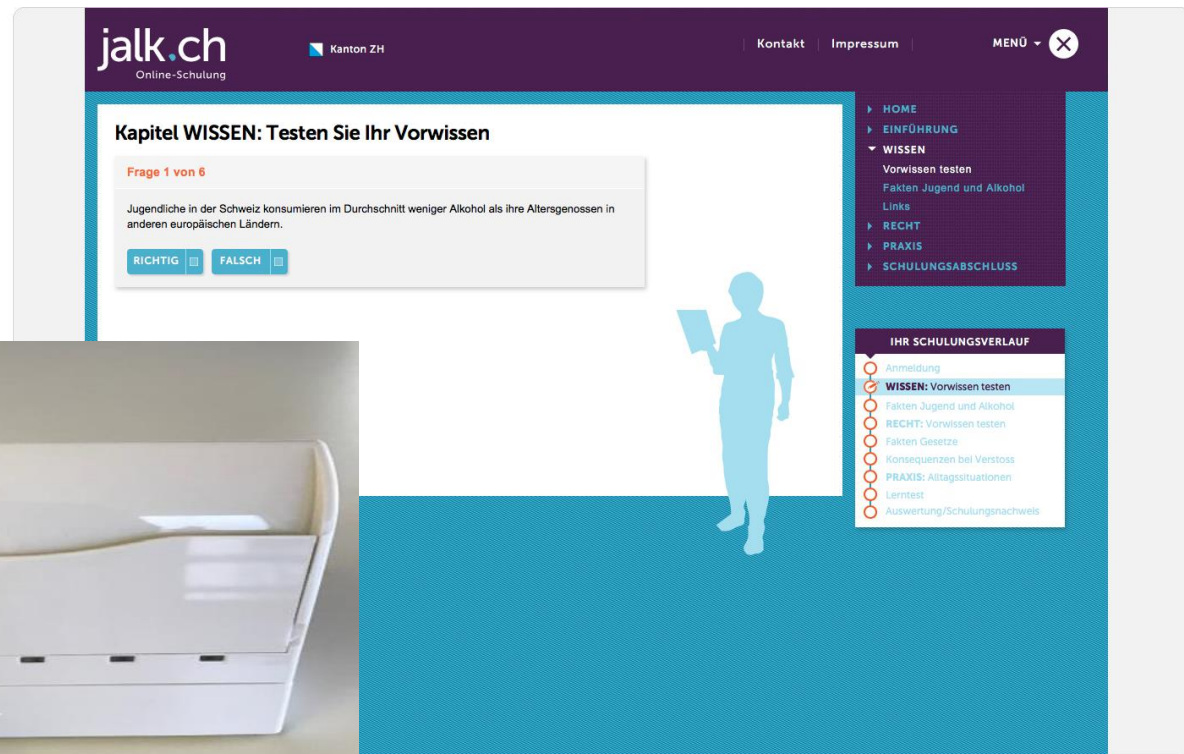 jalk.ch
Online-Schulung
Kanton ZH
Kontakt
Impressum
MENÜ
Kapitel WISSEN: Testen Sie Ihr Vorwissen
Frage 1 von 6
Jugendliche in der Schweiz konsumieren im Durchschnitt weniger Alkohol als ihre Altersgenossen in
anderen europäischen Ländern.
RICHTIG
FALSCH
HOME
EINFÜHRUNG
WISSEN
Vorwissen testen
Fakten Jugend und Alkohol
Links
RECHT
PRAXIS
SCHULUNGSABSCHLUSS
IHR SCHULUNGSVERLAUF
Anmeldung
WISSEN: Vorwissen testen
Fakten Jugend und Alkohol
RECHT: Vorwissen testen
Fakten Gesetze
Konsequenzen bei Verstoss
PRAXIS: Alltagssituationen
Lerntest
Auswertung/Schulungsnachweis